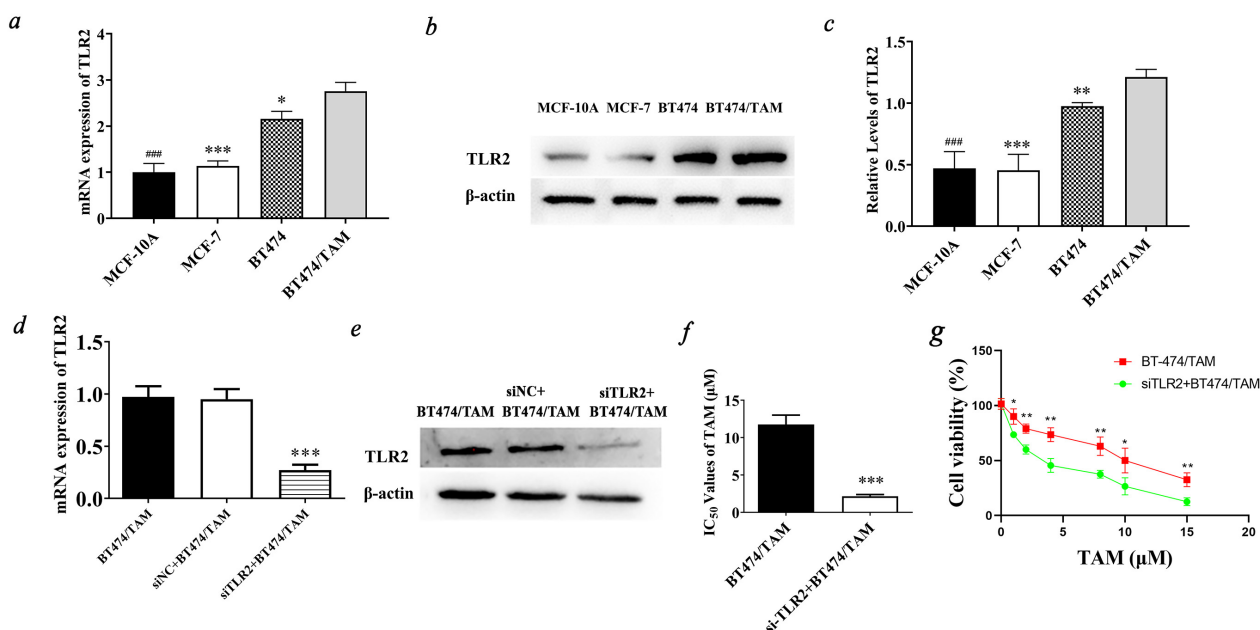 a
mRNA expression of TLR2
4
3
2
1
0
###
***
*
MCF-10A
MCF-7
BT474
BT474/TAM
b
MCF-10A MCF-7 BT474 BT474/TAM
TLR2
β-actin
c
Relative Levels of TLR2
1.5
1.0
0.5
0.0
###
***
**
MCF-10A
MCF-7
BT474
BT474/TAM
d
mRNA expression of TLR2
1.5
1.0
0.5
0.0
***
BT474/TAM
siNC+BT474/TAM
siTLR2+BT474/TAM
e
siNC+ siTLR2+
BT474/TAM BT474/TAM BT474/TAM
TLR2
β-actin
f
IC50 Values of TAM (μM)
15
10
5
0
***
BT474/TAM
si-TLR2+BT474/TAM
g
BT-474/TAM
siTLR2+BT474/TAM
Cell viability (%)
150
100
50
0
* ** ** ** * **
0 5 10 15 20
TAM (μM)